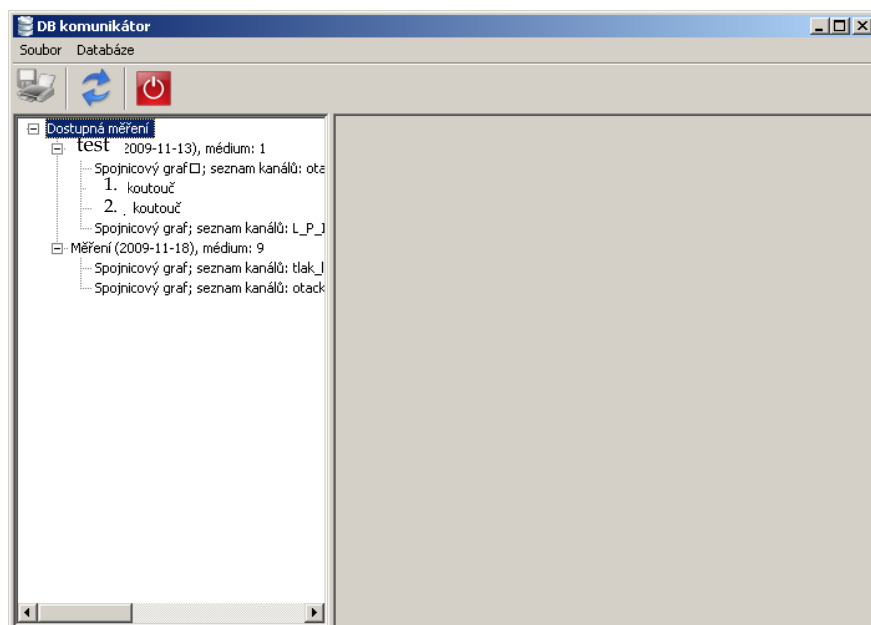 DB komunikátor
Soubor Databáze
Dostupná měření
test 2009-11-13), médium: 1
Spojnicový graf□; seznam kanálů: ota
1. koutouč
2. koutouč
Spojnicový graf; seznam kanálů: L_P_
Měření (2009-11-18), médium: 9
Spojnicový graf; seznam kanálů: tlak_
Spojnicový graf; seznam kanálů: otack